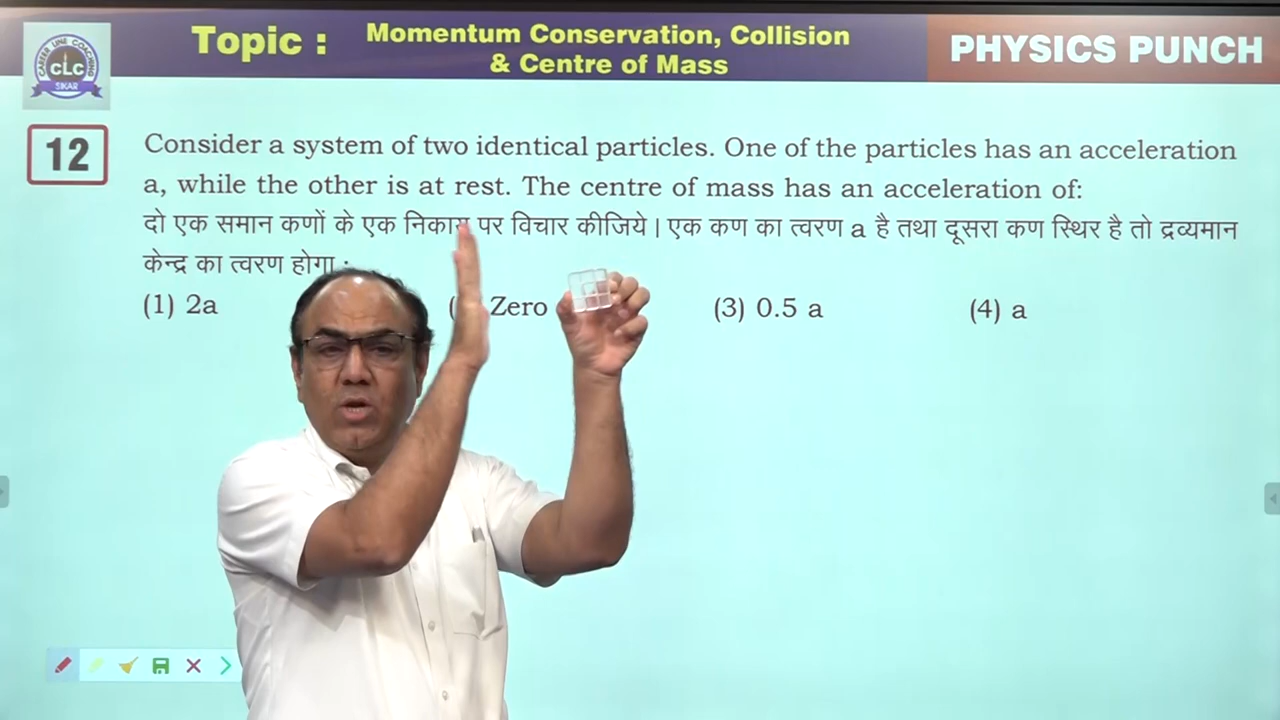 Topic : Momentum Conservation, Collision
& Centre of Mass
PHYSICS PUNCH
CAREER LINE COACHING
CLC
SIKAR
12
Consider a system of two identical particles. One of the particles has an acceleration
a, while the other is at rest. The centre of mass has an acceleration of:
दो एक समान कणों के एक निकाय पर विचार कीजिये। एक कण का त्वरण a है तथा दूसरा कण स्थिर है तो द्रव्यमान
केन्द्र का त्वरण होगा :
(1) 2a Zero (3) 0.5 a (4) a